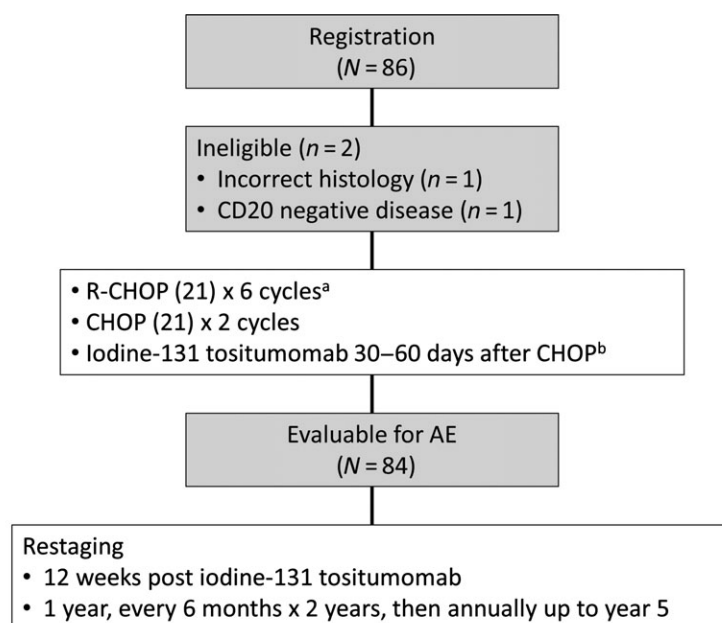 Registration
(N = 86)
Ineligible (n = 2)
• Incorrect histology (n = 1)
• CD20 negative disease (n = 1)
• R-CHOP (21) x 6 cyclesᵃ
• CHOP (21) x 2 cycles
• Iodine-131 tositumomab 30–60 days after CHOPᵇ
Evaluable for AE
(N = 84)
Restaging
• 12 weeks post iodine-131 tositumomab
• 1 year, every 6 months x 2 years, then annually up to year 5